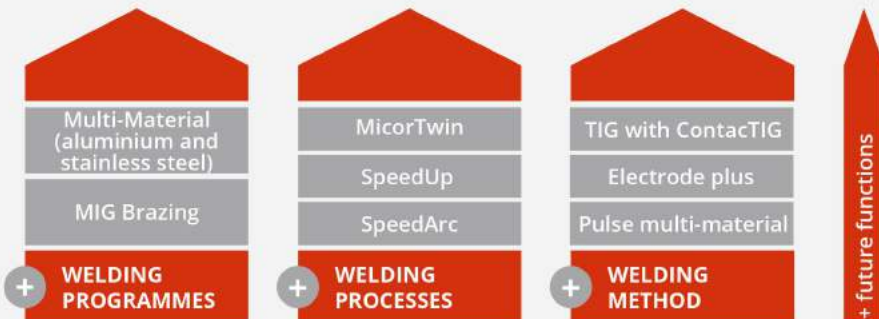 Multi-Material
(aluminium and
stainless steel)
MIG Brazing
+ WELDING
PROGRAMMES
MicorTwin
SpeedUp
SpeedArc
+ WELDING
PROCESSES
TIG with ContacTIG
Electrode plus
Pulse multi-material
+ WELDING
METHOD
+ future functions